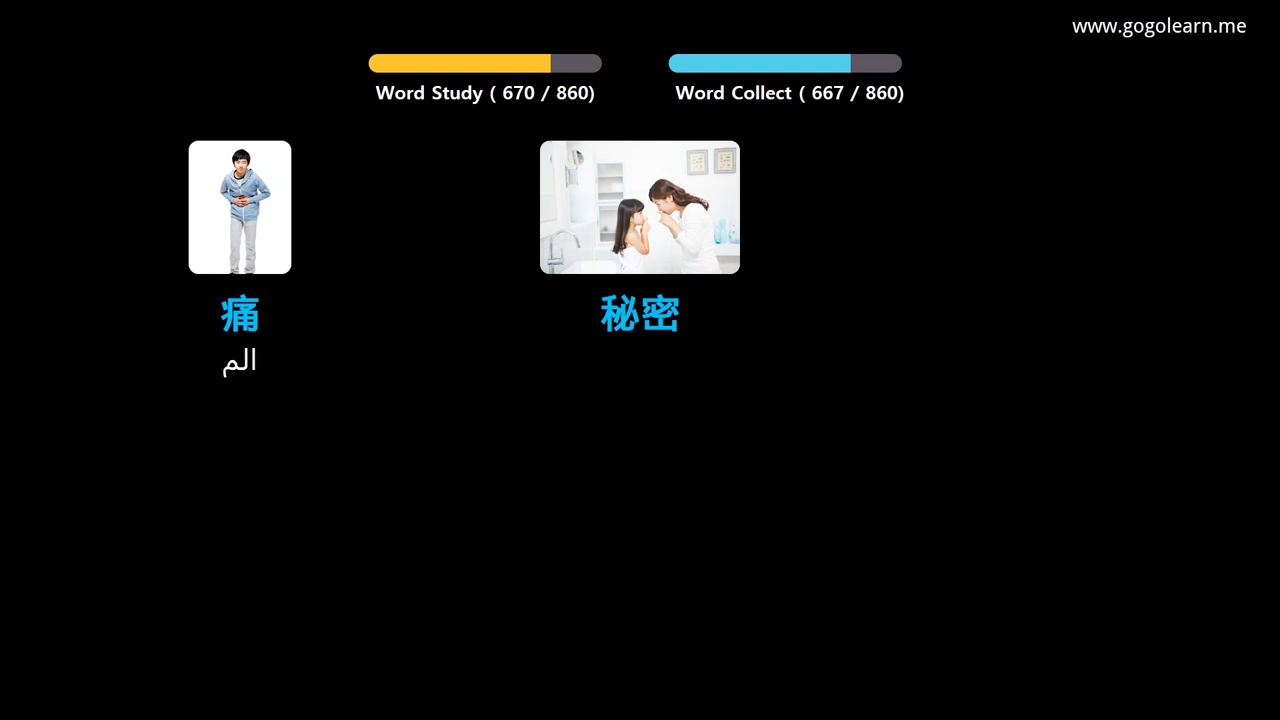 www.gogolearn.me
Word Study ( 670 / 860)
Word Collect ( 667 / 860)
痛
秘密
الم